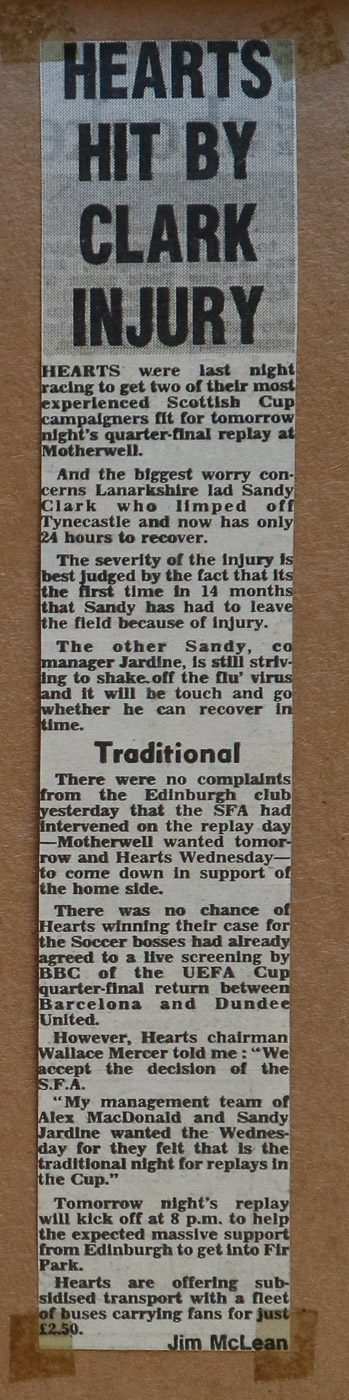 HEARTS
HIT BY
CLARK
INJURY
HEARTS were last night
racing to get two of their most
experienced Scottish Cup
campaigners fit for tomorrow
night's quarter-final replay at
Motherwell.
And the biggest worry con-
cerns Lanarkshire lad Sandy
Clark who limped off
Tynecastle and now has only
24 hours to recover.
The severity of the injury is
best judged by the fact that its
the first time in 14 months
that Sandy has had to leave
the field because of injury.
The other Sandy, co
manager Jardine, is still striv-
ing to shake off the flu' virus
and it will be touch and go
whether he can recover in
time.
Traditional
There were no complaints
from the Edinburgh club
yesterday that the SFA had
intervened on the replay day
—Motherwell wanted tomor-
row and Hearts Wednesday—
to come down in support of
the home side.
There was no chance of
Hearts winning their case for
the Soccer bosses had already
agreed to a live screening by
BBC of the UEFA Cup
quarter-final return between
Barcelona and Dundee
United.
However, Hearts chairman
Wallace Mercer told me : "We
accept the decision of the
S.F.A.
"My management team of
Alex MacDonald and Sandy
Jardine wanted the Wednes-
day for they felt that is the
traditional night for replays in
the Cup."
Tomorrow night's replay
will kick off at 8 p.m. to help
the expected massive support
from Edinburgh to get into Fir
Park.
Hearts are offering sub-
sidised transport with a fleet
of buses carrying fans for just
£2.50.
Jim McLean